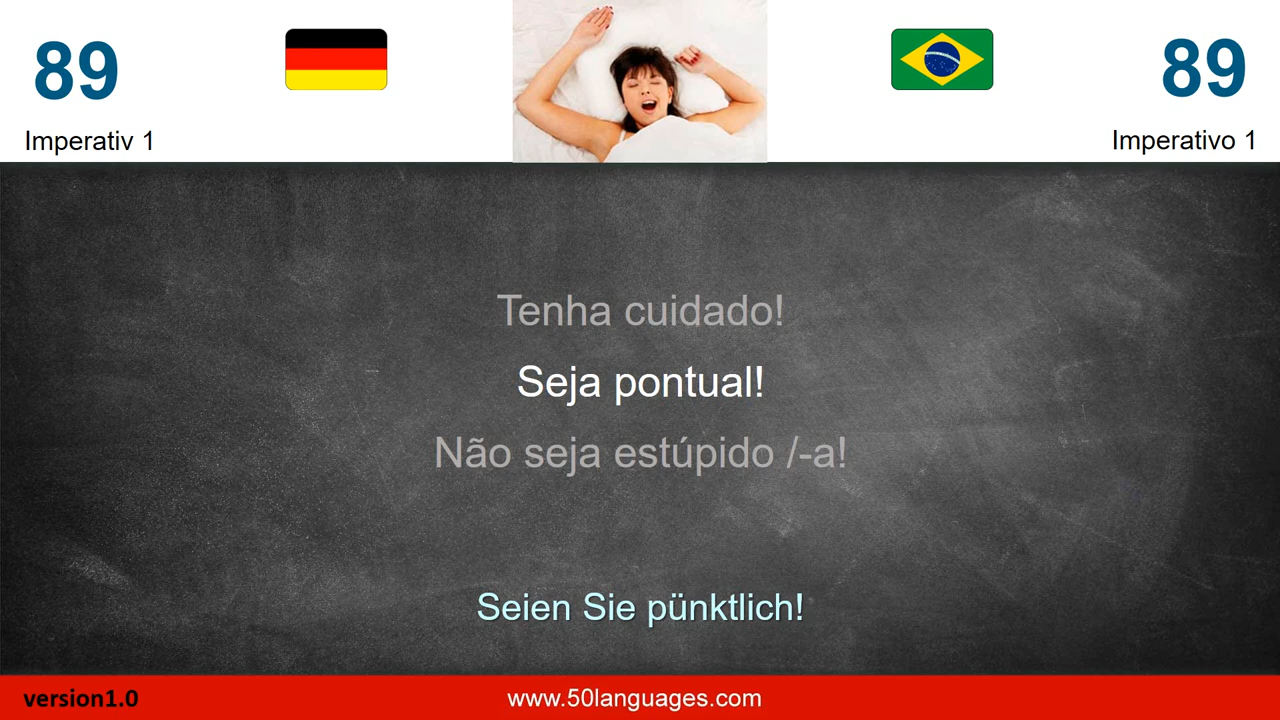 89
89
Imperativ 1
Imperativo 1
Tenha cuidado!
Seja pontual!
Não seja estúpido /-a!
Seien Sie pünktlich!
version1.0
www.50languages.com